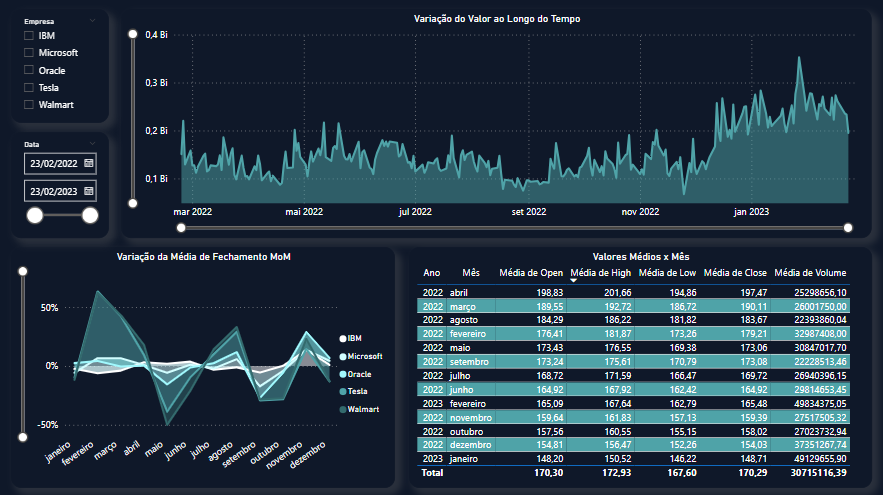 Empresa
IBM
Microsoft
Oracle
Tesla
Walmart
Data
23/02/2022
23/02/2023
Variação do Valor ao Longo do Tempo
0,4 Bi
0,3 Bi
0,2 Bi
0,1 Bi
mar 2022 mai 2022 jul 2022 set 2022 nov 2022 jan 2023
Variação da Média de Fechamento MoM
50%
0%
-50%
janeiro fevereiro março abril maio junho julho agosto setembro outubro novembro dezembro
IBM
Microsoft
Oracle
Tesla
Walmart
Valores Médios x Mês
Ano Mês Média de Open Média de High Média de Low Média de Close Média de Volume
2022 abril 198,83 201,66 194,86 197,47 25298656,10
2022 março 189,55 192,72 186,72 190,11 26001750,00
2022 agosto 184,29 186,22 181,82 183,67 22393860,04
2022 fevereiro 176,41 181,87 173,26 179,21 32987408,00
2022 maio 173,43 176,55 169,38 173,06 30847017,70
2022 setembro 173,24 175,61 170,79 173,08 22228513,46
2022 julho 168,72 171,59 166,47 169,72 26940396,15
2022 junho 164,92 167,92 162,42 164,92 29814653,45
2023 fevereiro 165,09 167,64 162,79 165,48 49834375,05
2022 novembro 159,64 161,83 157,13 159,39 27517505,32
2022 outubro 157,56 160,55 155,15 158,02 27023732,94
2022 dezembro 154,81 156,47 152,26 154,03 37351267,74
2023 janeiro 148,20 150,52 146,22 148,71 49129655,90
Total 170,30 172,93 167,60 170,29 30715116,39